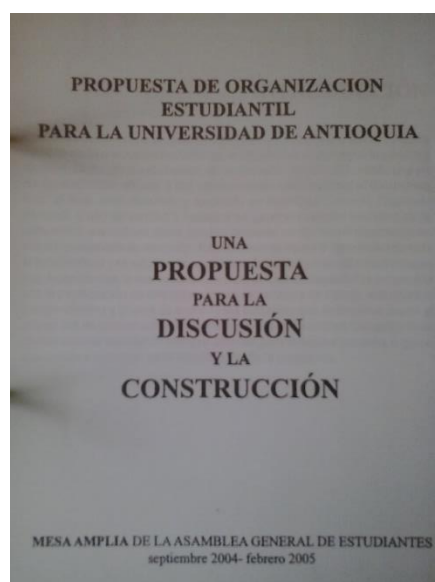 PROPUESTA DE ORGANIZACION
ESTUDIANTIL
PARA LA UNIVERSIDAD DE ANTIOQUIA
UNA
PROPUESTA
PARA LA
DISCUSIÓN
Y LA
CONSTRUCCIÓN
MESA AMPLIA DE LA ASAMBLEA GENERAL DE ESTUDIANTES
septiembre 2004- febrero 2005